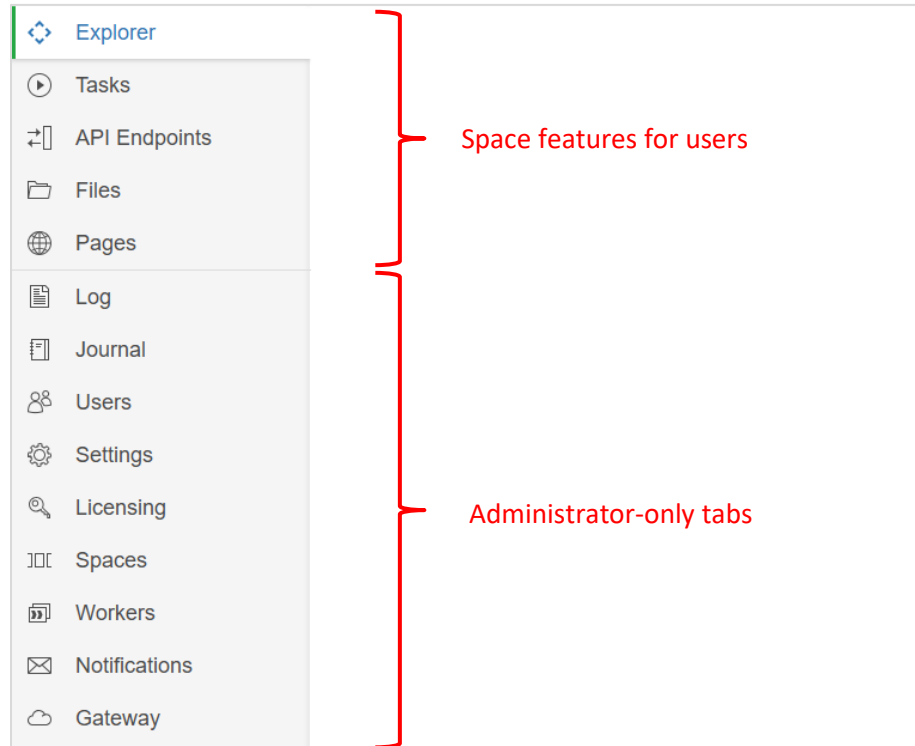 Explorer
Tasks
API Endpoints
Files
Pages
Space features for users
Log
Journal
Users
Settings
Licensing
Spaces
Workers
Notifications
Gateway
Administrator-only tabs